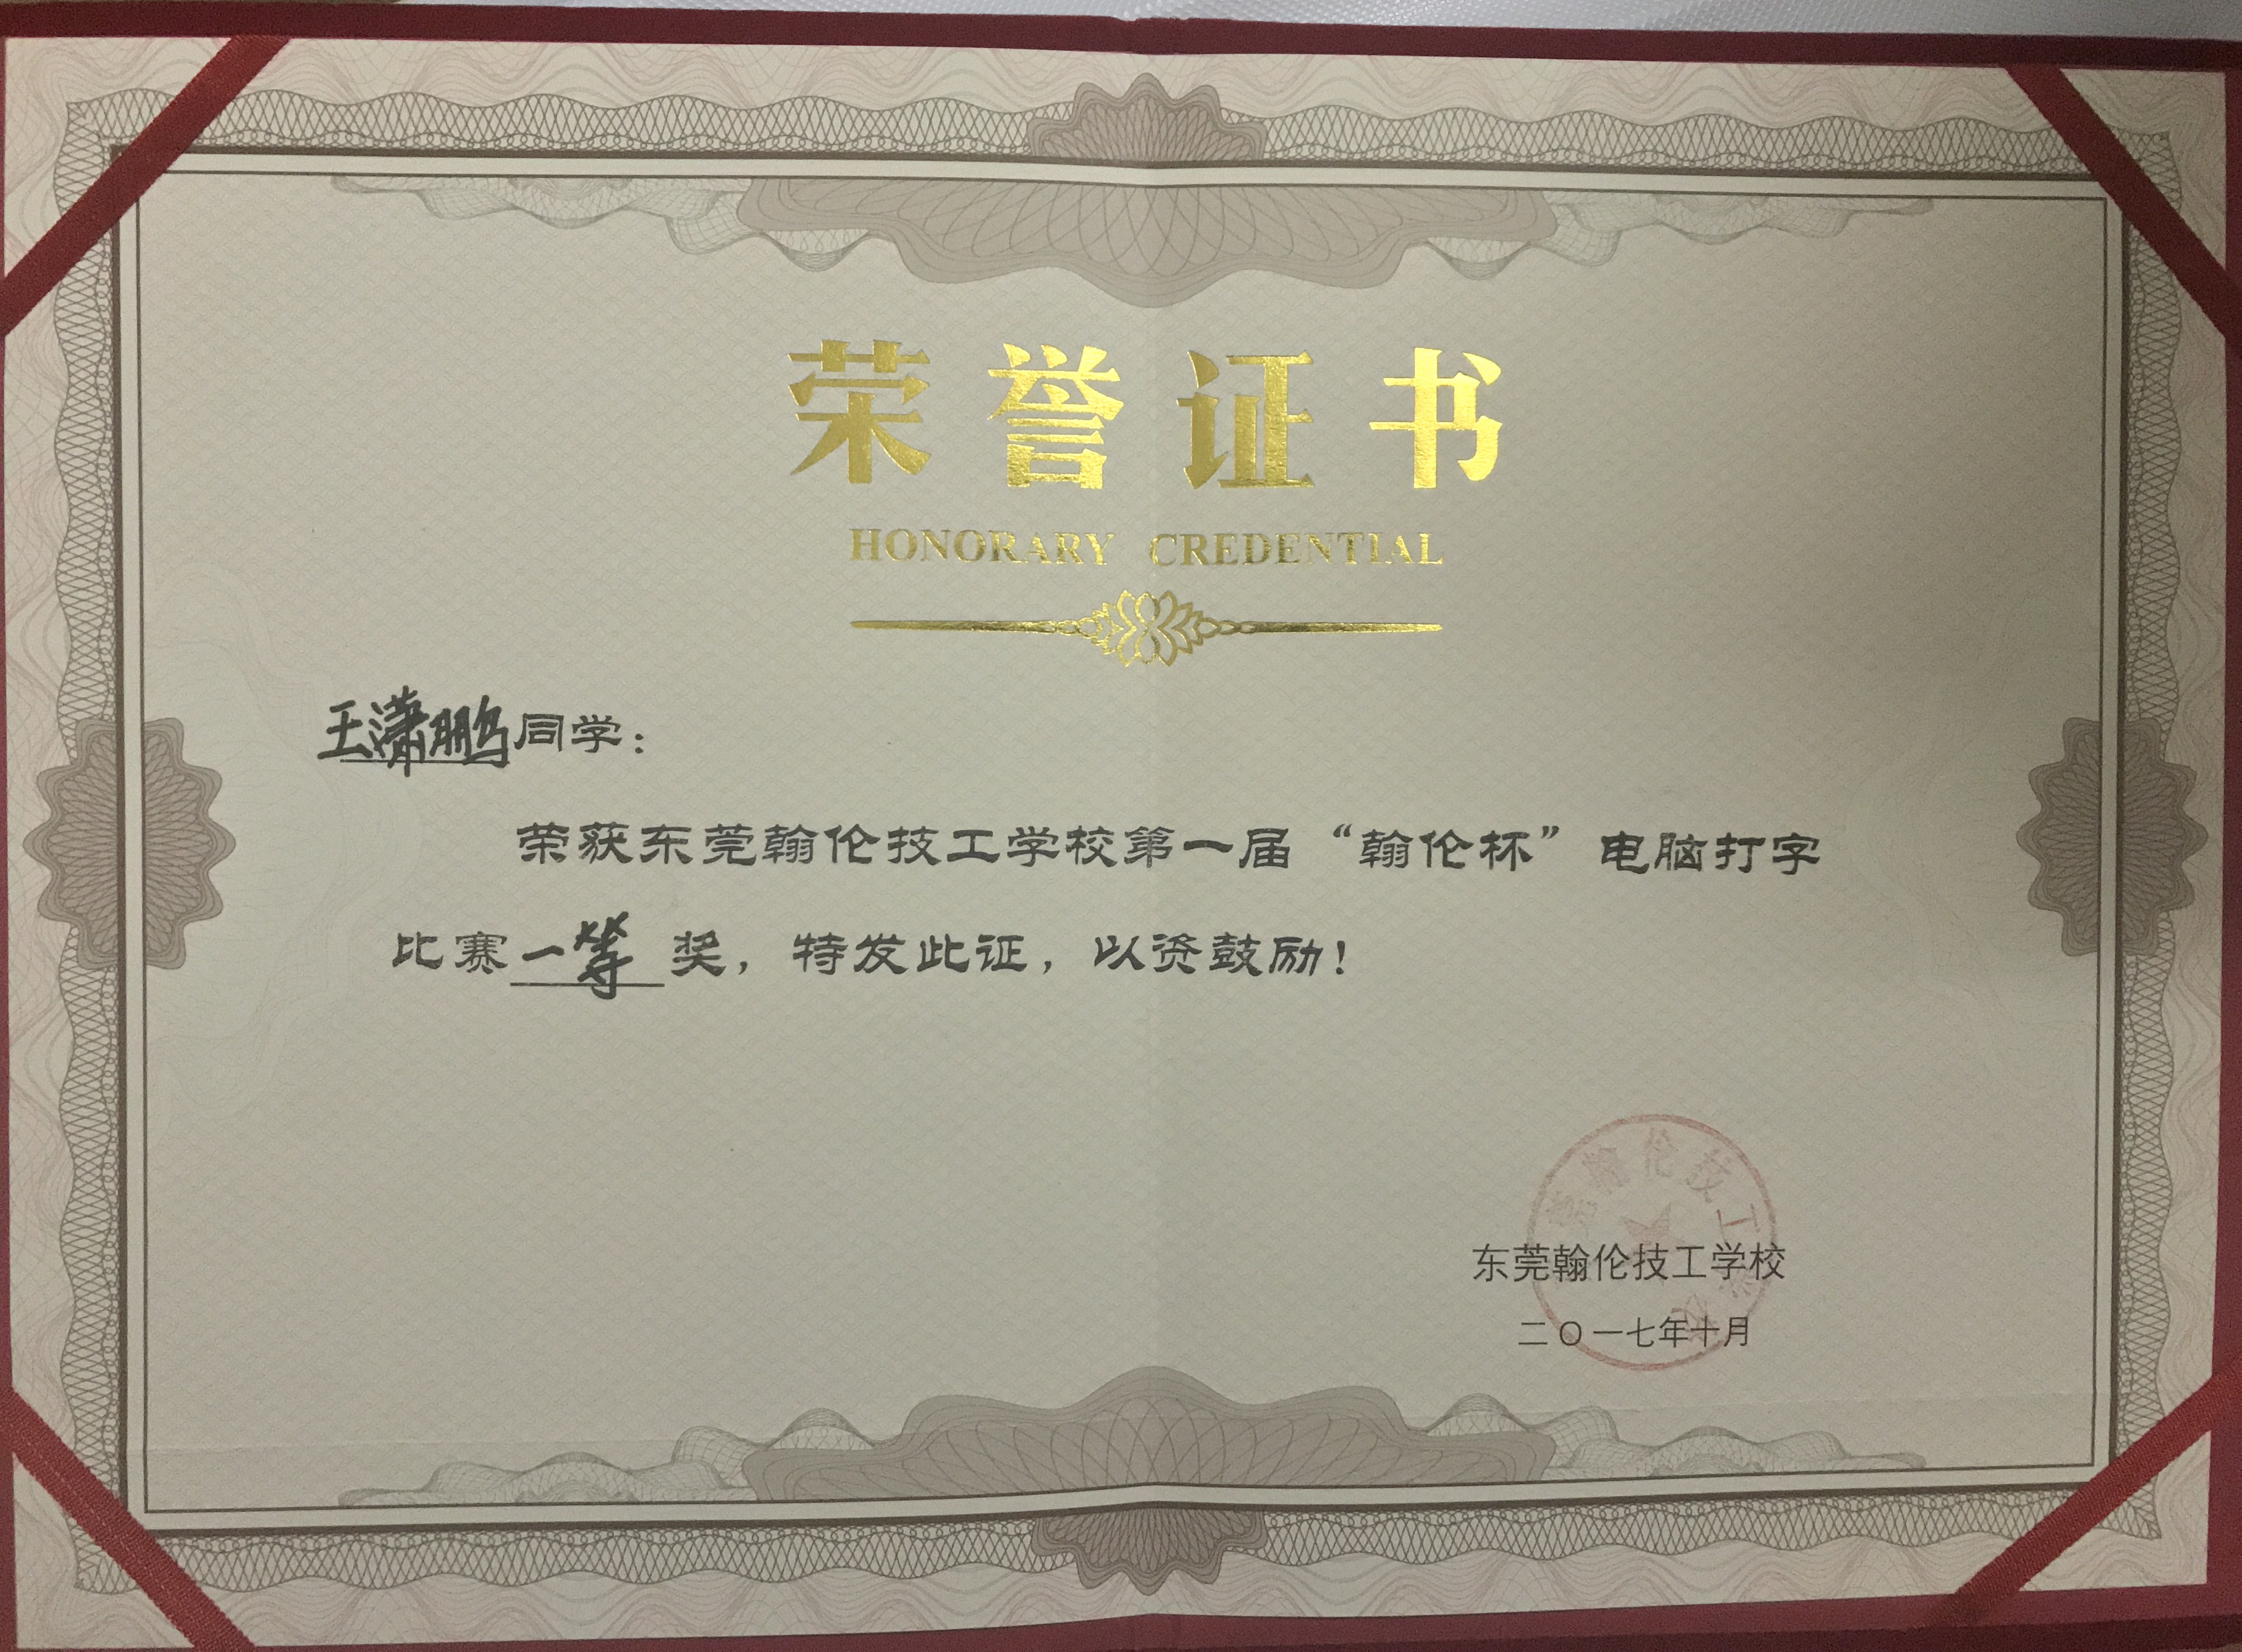 荣誉证书
HONORARY CREDENTIAL
王潇鹏同学：
荣获东莞翰伦技工学校第一届“翰伦杯”电脑打字
比赛一等奖，特发此证，以资鼓励！
东莞翰伦技工学校
二〇一七年十月